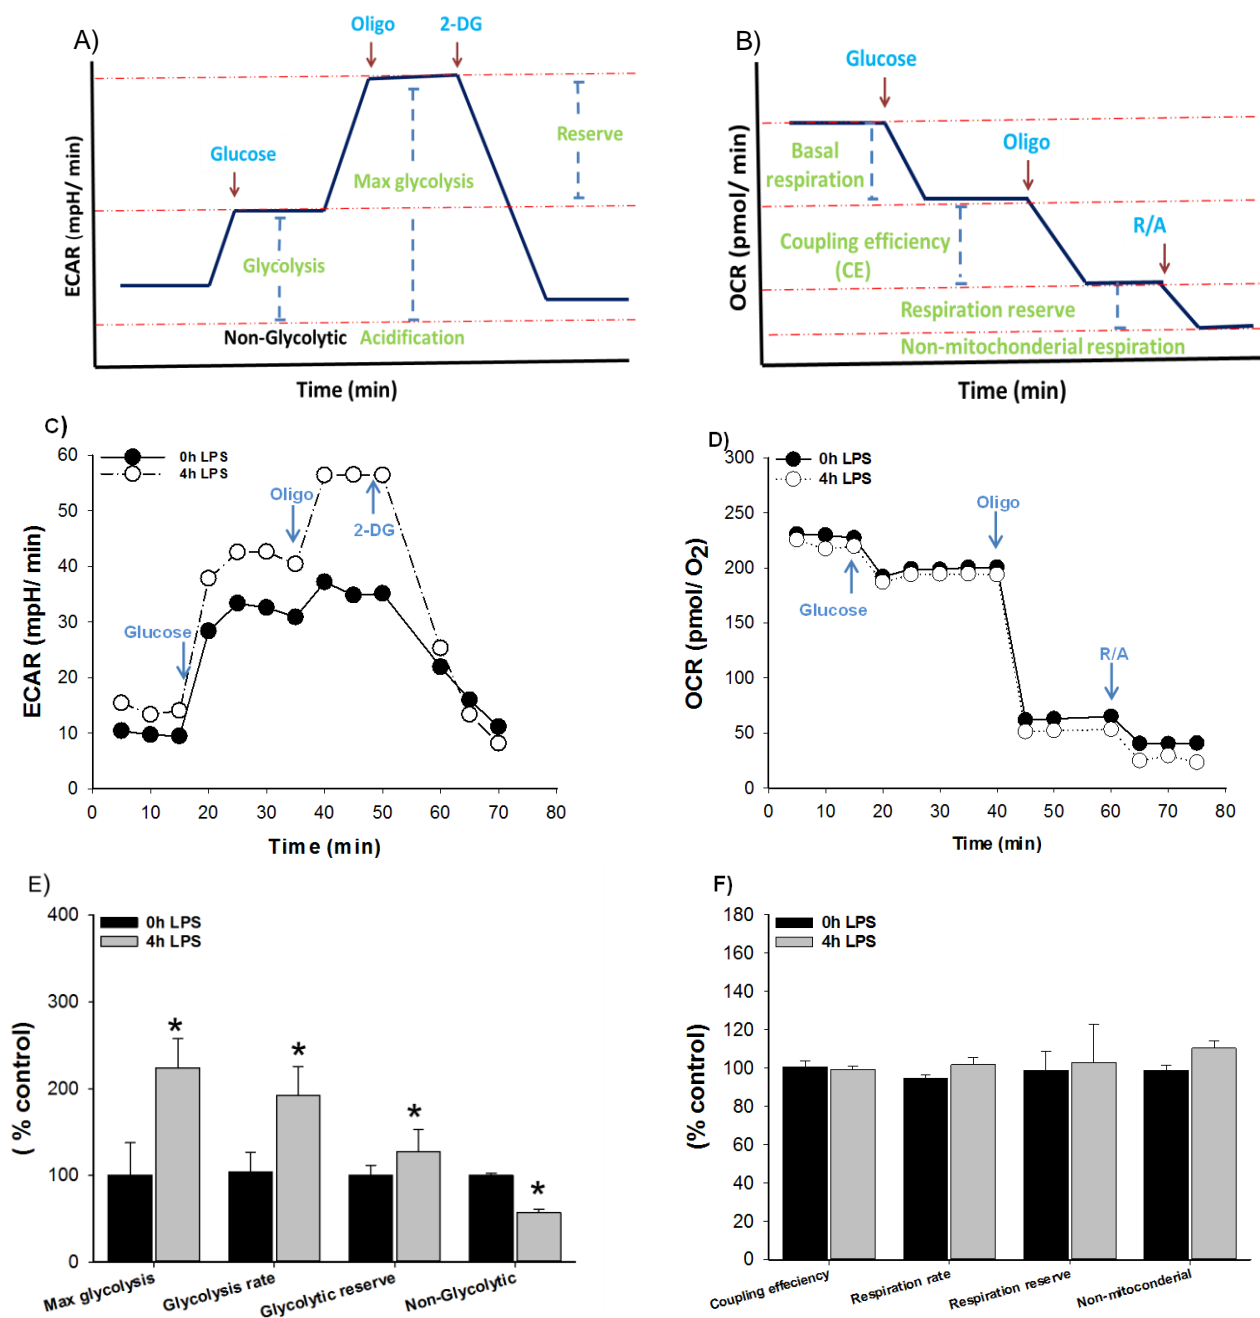 A)
Oligo
2-DG
Glucose
Reserve
Max glycolysis
Glycolysis
Non-Glycolytic Acidification
ECAR (mpH/ min)
Time (min)
B)
Glucose
Oligo
R/A
Basal
respiration
Coupling efficiency
(CE)
Respiration reserve
Non-mitochonderial respiration
OCR (pmol/ min)
Time (min)
C)
0h LPS
4h LPS
Glucose
Oligo
2-DG
ECAR (mpH/ min)
60
50
40
30
20
10
0
0 10 20 30 40 50 60 70 80
Time (min)
D)
0h LPS
4h LPS
Glucose
Oligo
R/A
OCR (pmol/ O2)
300
250
200
150
100
50
0
0 10 20 30 40 50 60 70 80
Time (min)
E)
0h LPS
4h LPS
( % control)
400
300
200
100
0
* * * *
Max glycolysis
Glycolysis rate
Glycolytic reserve
Non-Glycolytic
F)
0h LPS
4h LPS
(% control)
180
160
140
120
100
80
60
40
20
0
Coupling effeciency
Respiration rate
Respiration reserve
Non-mitoconderial